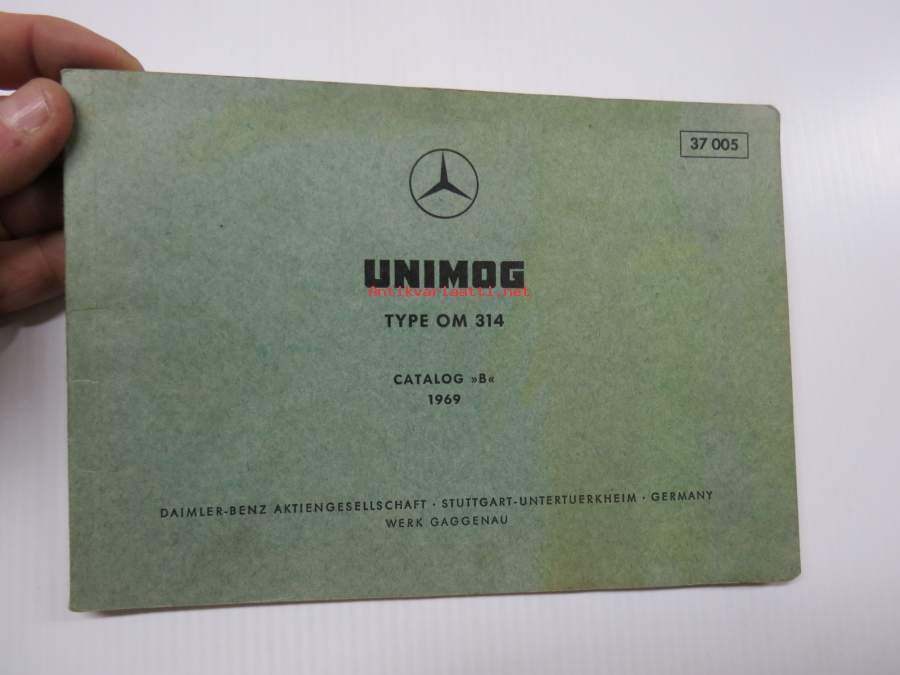 37 005
UNIMOG
antikvariaatti.net
TYPE OM 314
CATALOG »B«
1969
DAIMLER-BENZ AKTIENGESELLSCHAFT · STUTTGART-UNTERTUERKHEIM · GERMANY
WERK GAGGENAU